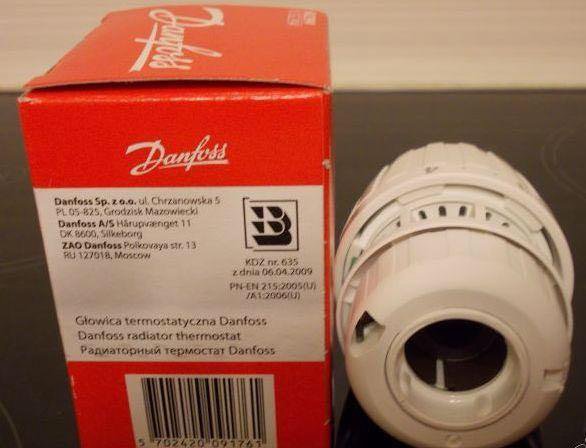 Danfoss
Danfoss
Danfoss Sp. z o.o. ul. Chrzanowska 5
PL 05-825, Grodzisk Mazowiecki
Danfoss A/S Hårupvænget 11
DK 8600, Silkeborg
ZAO Danfoss Polkovaya str. 13
RU 127018, Moscow
B
KDZ nr. 635
z dnia 06.04.2009
PN-EN 215:2005(U)
/A1:2006(U)
Głowica termostatyczna Danfoss
Danfoss radiator thermostat
Радиаторный термостат Danfoss
5 702420 091761